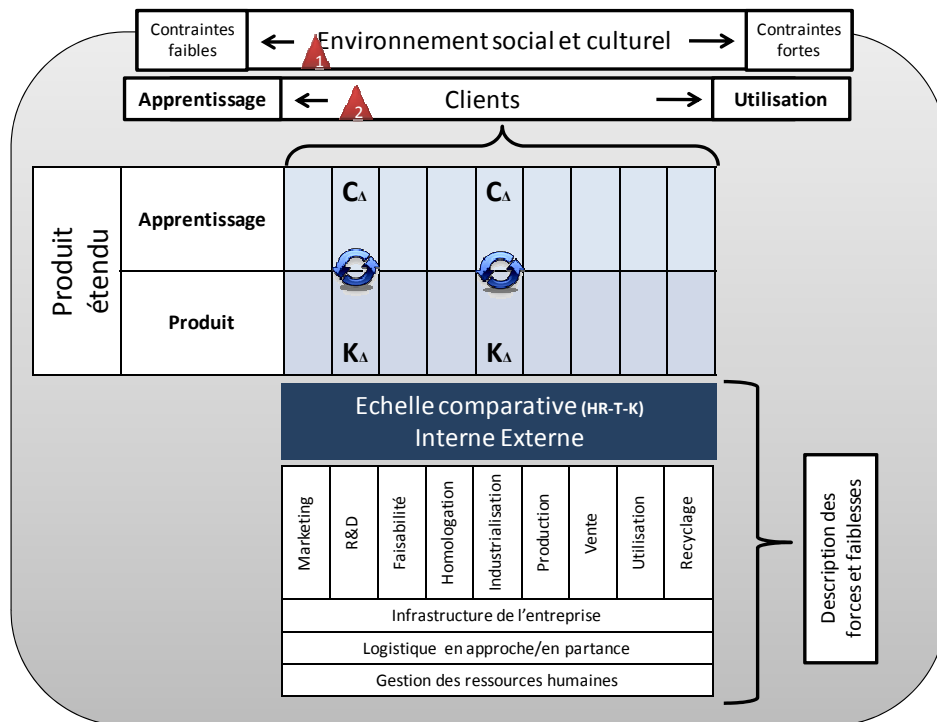 Contraintes
faibles
Environnement social et culturel
Contraintes
fortes
1
Apprentissage
Clients
Utilisation
2
Produit
étendu
Apprentissage
Produit
CΔ
CΔ
KΔ
KΔ
Echelle comparative (HR-T-K)
Interne Externe
Marketing
R&D
Faisabilité
Homologation
Industrialisation
Production
Vente
Utilisation
Recyclage
Infrastructure de l'entreprise
Logistique en approche/en partance
Gestion des ressources humaines
Description des
forces et faiblesses